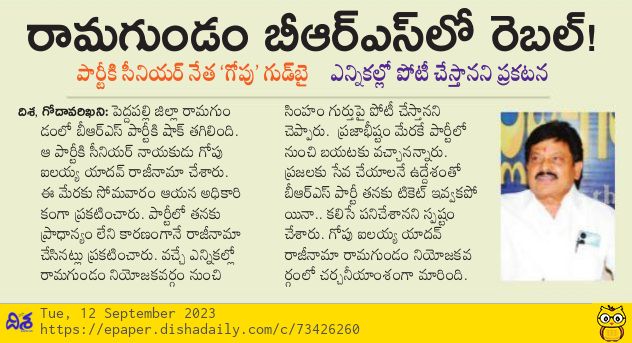 రామగుండం బీఆర్ఎస్‌లో రెబల్!
పార్టీకి సీనియర్ నేత ‘గోపు’ గుడ్‌బై ఎన్నికల్లో పోటీ చేస్తానని ప్రకటన
దిశ, గోదావరిఖని: పెద్దపల్లి జిల్లా రామగుం
డంలో బీఆర్ఎస్ పార్టీకి షాక్ తగిలింది.
ఆ పార్టీకి సీనియర్ నాయకుడు గోపు
ఐలయ్య యాదవ్ రాజీనామా చేశారు.
ఈ మేరకు సోమవారం ఆయన అధికారి
కంగా ప్రకటించారు. పార్టీలో తనకు
ప్రాధాన్యం లేని కారణంగానే రాజీనామా
చేసినట్లు ప్రకటించారు. వచ్చే ఎన్నికల్లో
రామగుండం నియోజకవర్గం నుంచి
సింహం గుర్తుపై పోటీ చేస్తానని
చెప్పారు. ప్రజాభీష్టం మేరకే పార్టీలో
నుంచి బయటకు వచ్చానన్నారు.
ప్రజలకు సేవ చేయాలనే ఉద్దేశంతో
బీఆర్ఎస్ పార్టీ తనకు టికెట్ ఇవ్వకపో
యినా.. కలిసే పనిచేశానని స్పష్టం
చేశారు. గోపు ఐలయ్య యాదవ్
రాజీనామా రామగుండం నియోజకవ
ర్గంలో చర్చనీయాంశంగా మారింది.
దిశ Tue, 12 September 2023
https://epaper.dishadaily.com/c/73426260